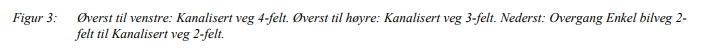 Figur 3: Øverst til venstre: Kanalisert veg 4-felt. Øverst til høyre: Kanalisert veg 3-felt. Nederst: Overgang Enkel bilveg 2-
felt til Kanalisert veg 2-felt.